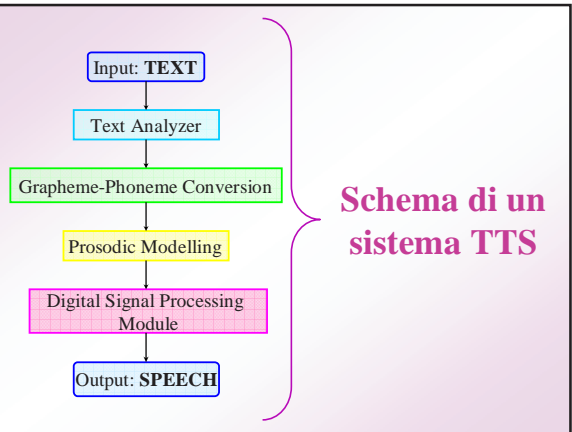 Input: TEXT
Text Analyzer
Grapheme-Phoneme Conversion
Prosodic Modelling
Digital Signal Processing
Module
Output: SPEECH
Schema di un
sistema TTS